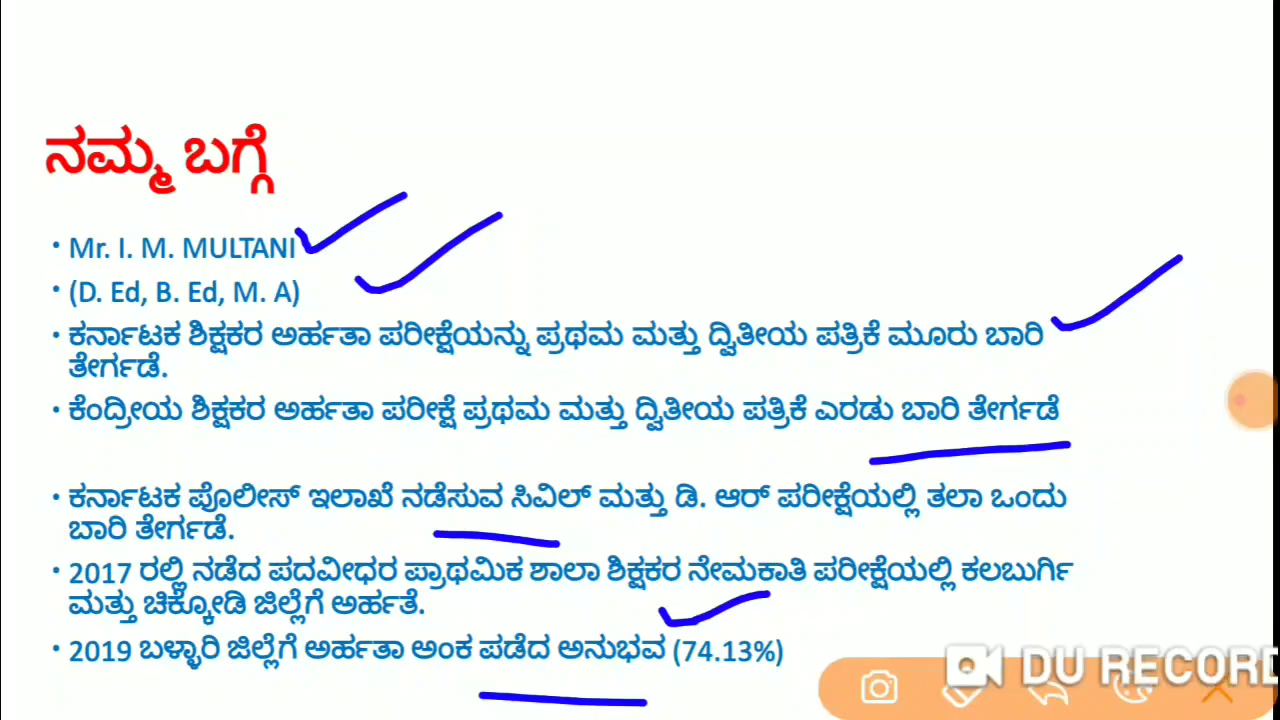 ನಮ್ಮ ಬಗ್ಗೆ
• Mr. I. M. MULTANI
• (D. Ed, B. Ed, M. A)
• ಕರ್ನಾಟಕ ಶಿಕ್ಷಕರ ಅರ್ಹತಾ ಪರೀಕ್ಷೆಯನ್ನು ಪ್ರಥಮ ಮತ್ತು ದ್ವಿತೀಯ ಪತ್ರಿಕೆ ಮೂರು ಬಾರಿ
ತೇರ್ಗಡೆ.
• ಕೆಂದ್ರೀಯ ಶಿಕ್ಷಕರ ಅರ್ಹತಾ ಪರೀಕ್ಷೆ ಪ್ರಥಮ ಮತ್ತು ದ್ವಿತೀಯ ಪತ್ರಿಕೆ ಎರಡು ಬಾರಿ ತೇರ್ಗಡೆ
• ಕರ್ನಾಟಕ ಪೊಲೀಸ್ ಇಲಾಖೆ ನಡೆಸುವ ಸಿವಿಲ್ ಮತ್ತು ಡಿ. ಆರ್ ಪರೀಕ್ಷೆಯಲ್ಲಿ ತಲಾ ಒಂದು
ಬಾರಿ ತೇರ್ಗಡೆ.
• 2017 ರಲ್ಲಿ ನಡೆದ ಪದವೀಧರ ಪ್ರಾಥಮಿಕ ಶಾಲಾ ಶಿಕ್ಷಕರ ನೇಮಕಾತಿ ಪರೀಕ್ಷೆಯಲ್ಲಿ ಕಲಬುರ್ಗಿ
ಮತ್ತು ಚಿಕ್ಕೋಡಿ ಜಿಲ್ಲೆಗೆ ಅರ್ಹತೆ.
• 2019 ಬಳ್ಳಾರಿ ಜಿಲ್ಲೆಗೆ ಅರ್ಹತಾ ಅಂಕ ಪಡೆದ ಅನುಭವ (74.13%)
DU RECORD